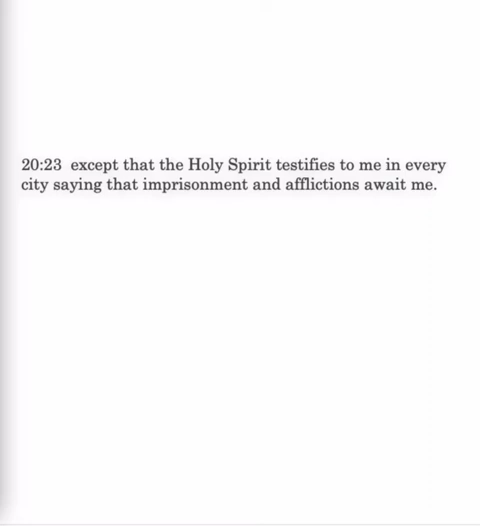 20:23 except that the Holy Spirit testifies to me in every
city saying that imprisonment and afflictions await me.